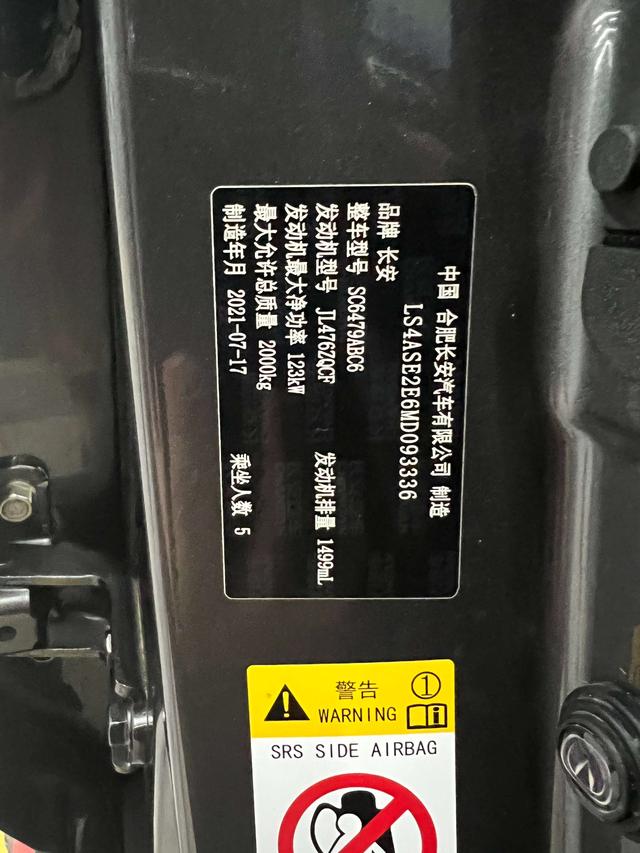 中国 合肥长安汽车有限公司 制造
LS4ASE2E6MD093336
品牌 长安
整车型号 SC6479ABC6
发动机型号 JL476ZQCF 发动机排量 1499mL
发动机最大净功率 123kW
最大允许总质量 2000kg
制造年月 2021-07-17 乘坐人数 5
警告 1
WARNING i
SRS SIDE AIRBAG